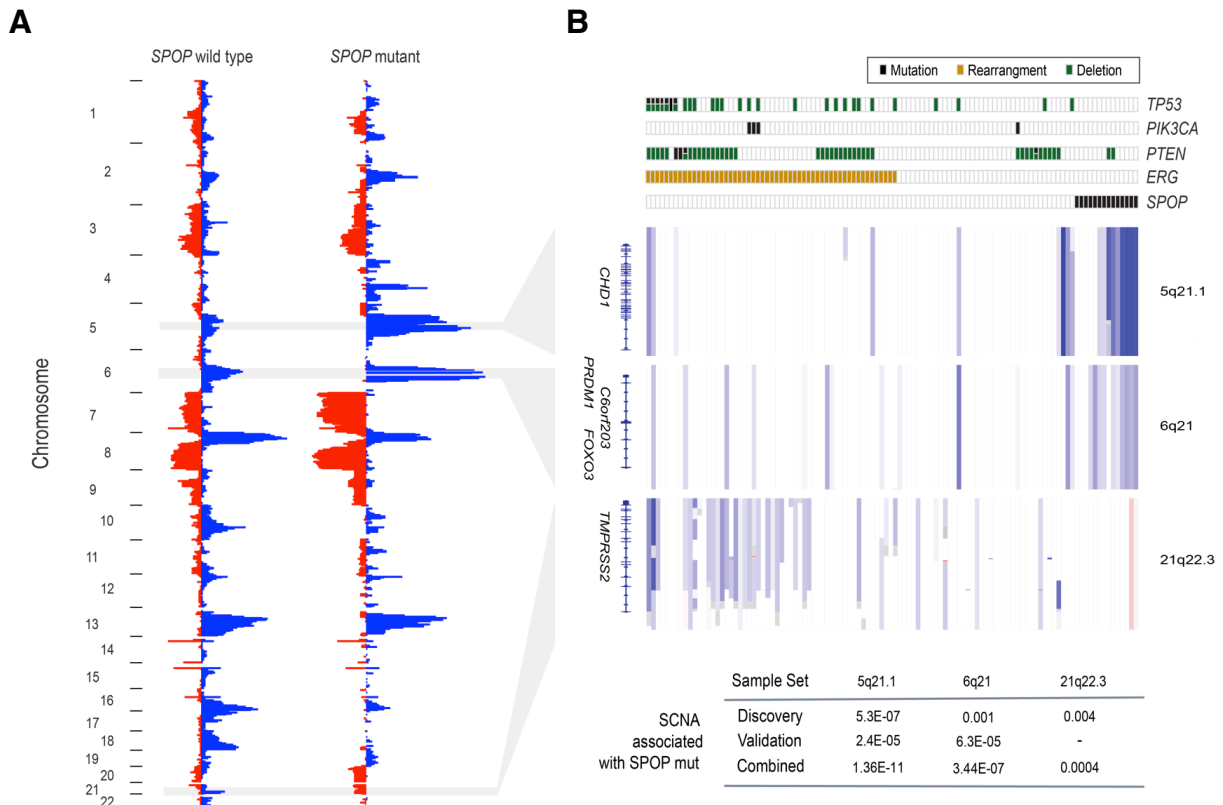 A
B
SPOP wild type
SPOP mutant
Chromosome
1
2
3
4
5
6
7
8
9
10
11
12
13
14
15
16
17
18
19
20
21
22
Mutation Rearrangment Deletion
TP53
PIK3CA
PTEN
ERG
SPOP
CHD1
5q21.1
PRDM1
C6orf203
FOXO3
6q21
TMPRSS2
21q22.3
Sample Set 5q21.1 6q21 21q22.3
SCNA associated with SPOP mut
Discovery 5.3E-07 0.001 0.004
Validation 2.4E-05 6.3E-05 -
Combined 1.36E-11 3.44E-07 0.0004